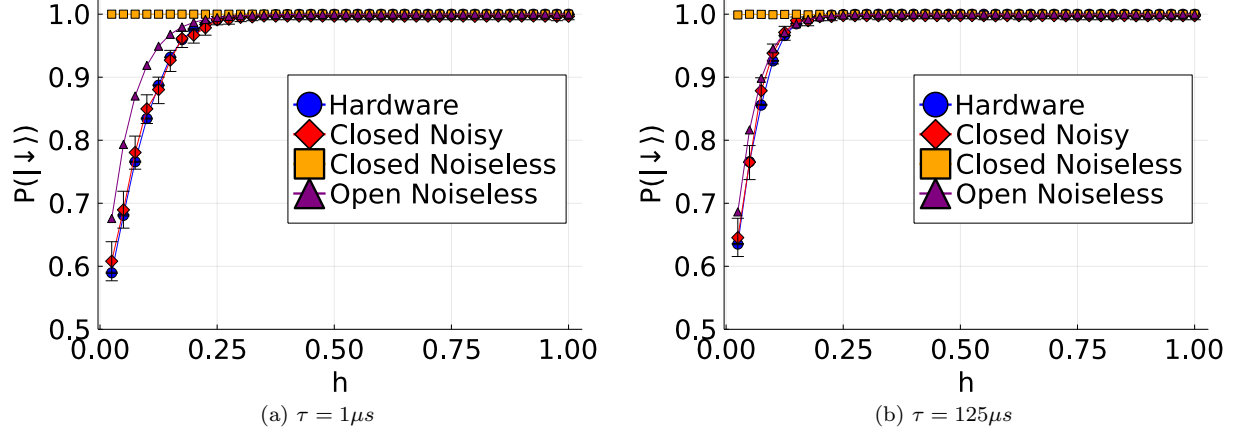 1.0
0.9
0.8
0.7
0.6
0.5
P(|↓⟩)
Hardware
Closed Noisy
Closed Noiseless
Open Noiseless
0.00 0.25 0.50 0.75 1.00
h
(a) τ = 1μs
1.0
0.9
0.8
0.7
0.6
0.5
P(|↓⟩)
Hardware
Closed Noisy
Closed Noiseless
Open Noiseless
0.00 0.25 0.50 0.75 1.00
h
(b) τ = 125μs